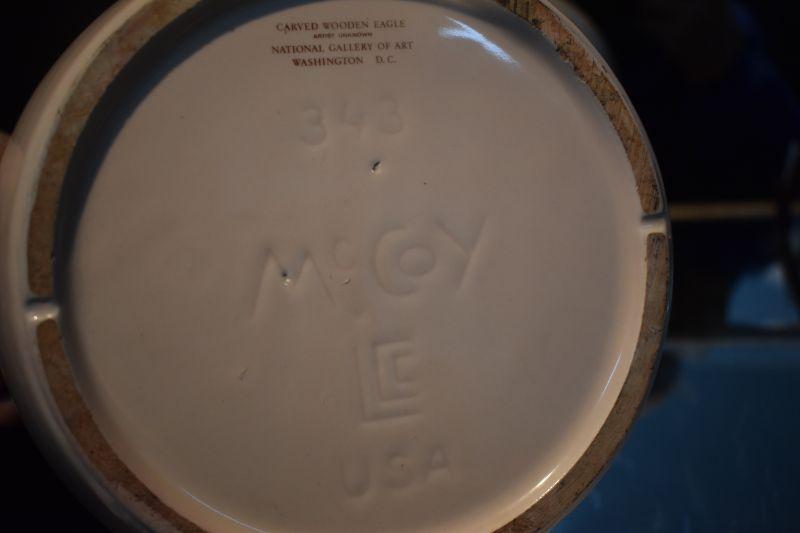 CARVED WOODEN EAGLE
ARTIST UNKNOWN
NATIONAL GALLERY OF ART
WASHINGTON D.C.
343
McCoy
LCC
USA